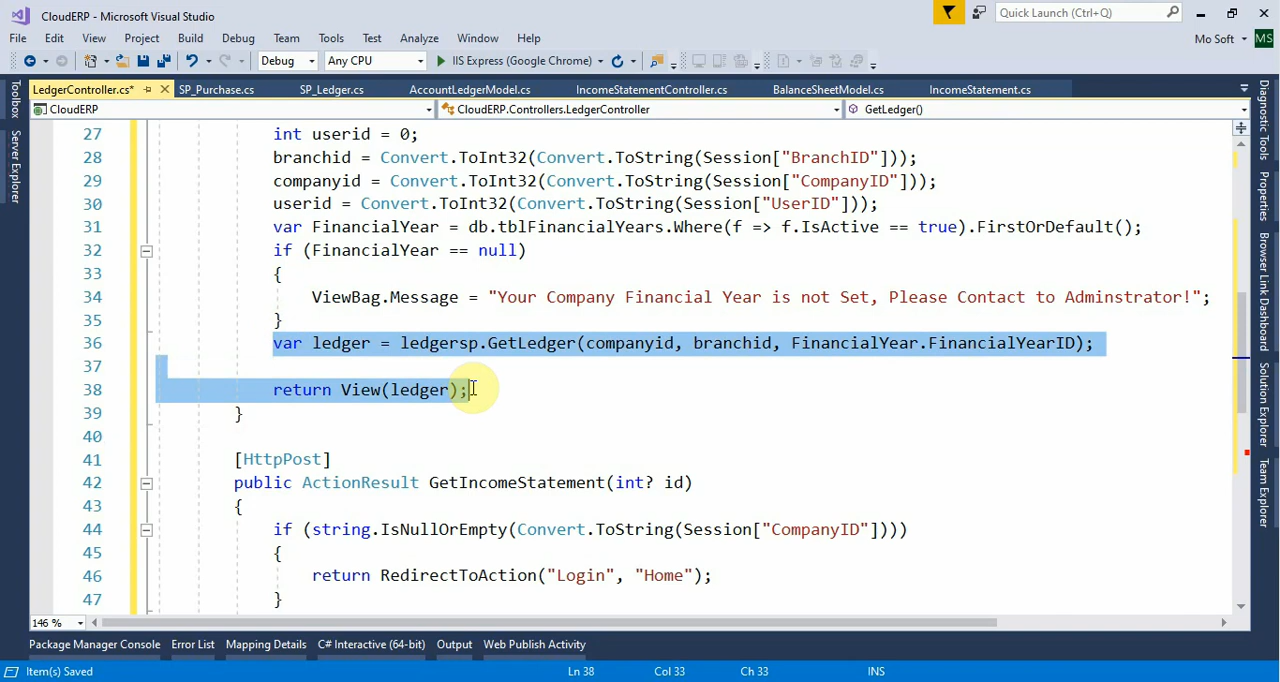 CloudERP - Microsoft Visual Studio
Quick Launch (Ctrl+Q)
File Edit View Project Build Debug Team Tools Test Analyze Window Help
Mo Soft MS
Debug Any CPU IIS Express (Google Chrome)
LedgerController.cs* SP_Purchase.cs SP_Ledger.cs AccountLedgerModel.cs IncomeStatementController.cs BalanceSheetModel.cs IncomeStatement.cs
CloudERP CloudERP.Controllers.LedgerController GetLedger()
Toolbox
Server Explorer
27 int userid = 0;
28 branchid = Convert.ToInt32(Convert.ToString(Session["BranchID"]));
29 companyid = Convert.ToInt32(Convert.ToString(Session["CompanyID"]));
30 userid = Convert.ToInt32(Convert.ToString(Session["UserID"]));
31 var FinancialYear = db.tblFinancialYears.Where(f => f.IsActive == true).FirstOrDefault();
32 if (FinancialYear == null)
33 {
34 ViewBag.Message = "Your Company Financial Year is not Set, Please Contact to Adminstrator!";
35 }
36 var ledger = ledgersp.GetLedger(companyid, branchid, FinancialYear.FinancialYearID);
37
38 return View(ledger);
39 }
40
41 [HttpPost]
42 public ActionResult GetIncomeStatement(int? id)
43 {
44 if (string.IsNullOrEmpty(Convert.ToString(Session["CompanyID"])))
45 {
46 return RedirectToAction("Login", "Home");
47 }
Diagnostic Tools
Properties
Browser Link Dashboard
Solution Explorer
Team Explorer
146 %
Package Manager Console Error List Mapping Details C# Interactive (64-bit) Output Web Publish Activity
Item(s) Saved Ln 38 Col 33 Ch 33 INS